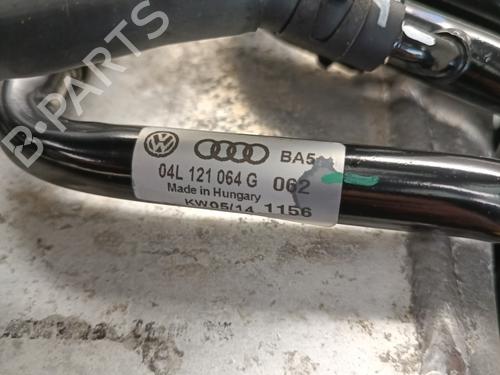 B-PARTS
BA5
04L 121 064 G 062
Made in Hungary
KW05/14 1156